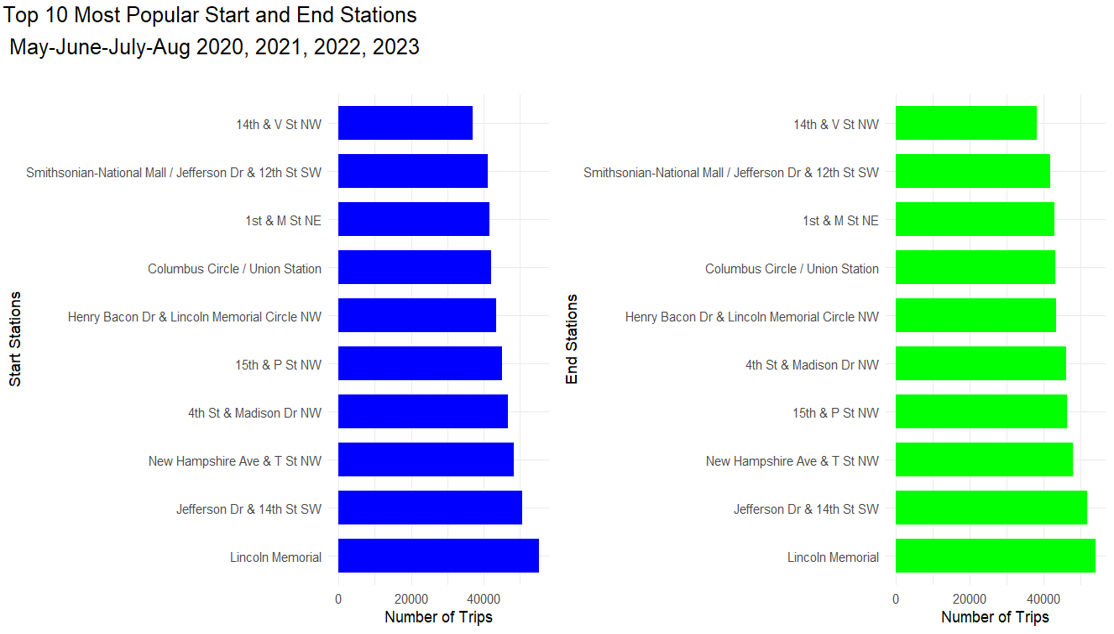 Top 10 Most Popular Start and End Stations
May-June-July-Aug 2020, 2021, 2022, 2023
Start Stations
14th & V St NW
Smithsonian-National Mall / Jefferson Dr & 12th St SW
1st & M St NE
Columbus Circle / Union Station
Henry Bacon Dr & Lincoln Memorial Circle NW
15th & P St NW
4th St & Madison Dr NW
New Hampshire Ave & T St NW
Jefferson Dr & 14th St SW
Lincoln Memorial
0 20000 40000
Number of Trips
End Stations
14th & V St NW
Smithsonian-National Mall / Jefferson Dr & 12th St SW
1st & M St NE
Columbus Circle / Union Station
Henry Bacon Dr & Lincoln Memorial Circle NW
4th St & Madison Dr NW
15th & P St NW
New Hampshire Ave & T St NW
Jefferson Dr & 14th St SW
Lincoln Memorial
0 20000 40000
Number of Trips